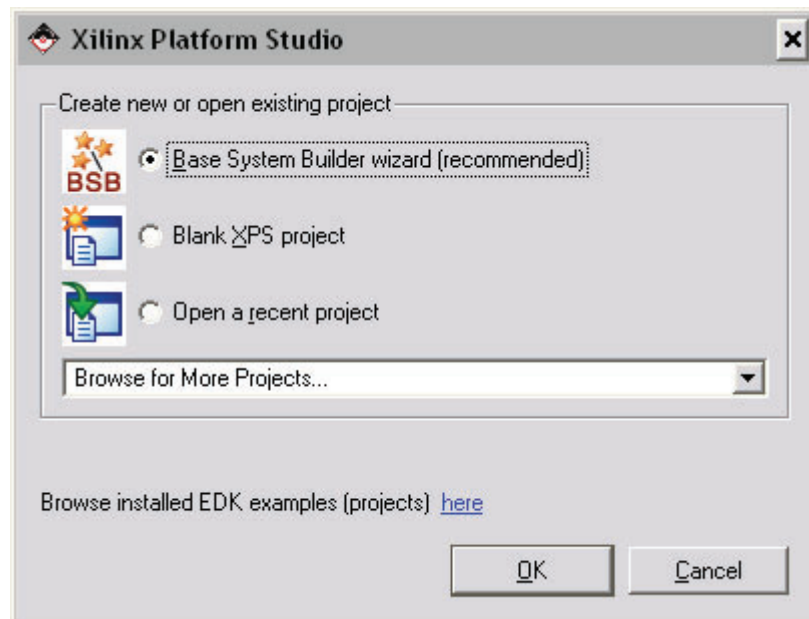 Xilinx Platform Studio
Create new or open existing project
BSB
Base System Builder wizard (recommended)
Blank XPS project
Open a recent project
Browse for More Projects...
Browse installed EDK examples (projects) here
OK
Cancel